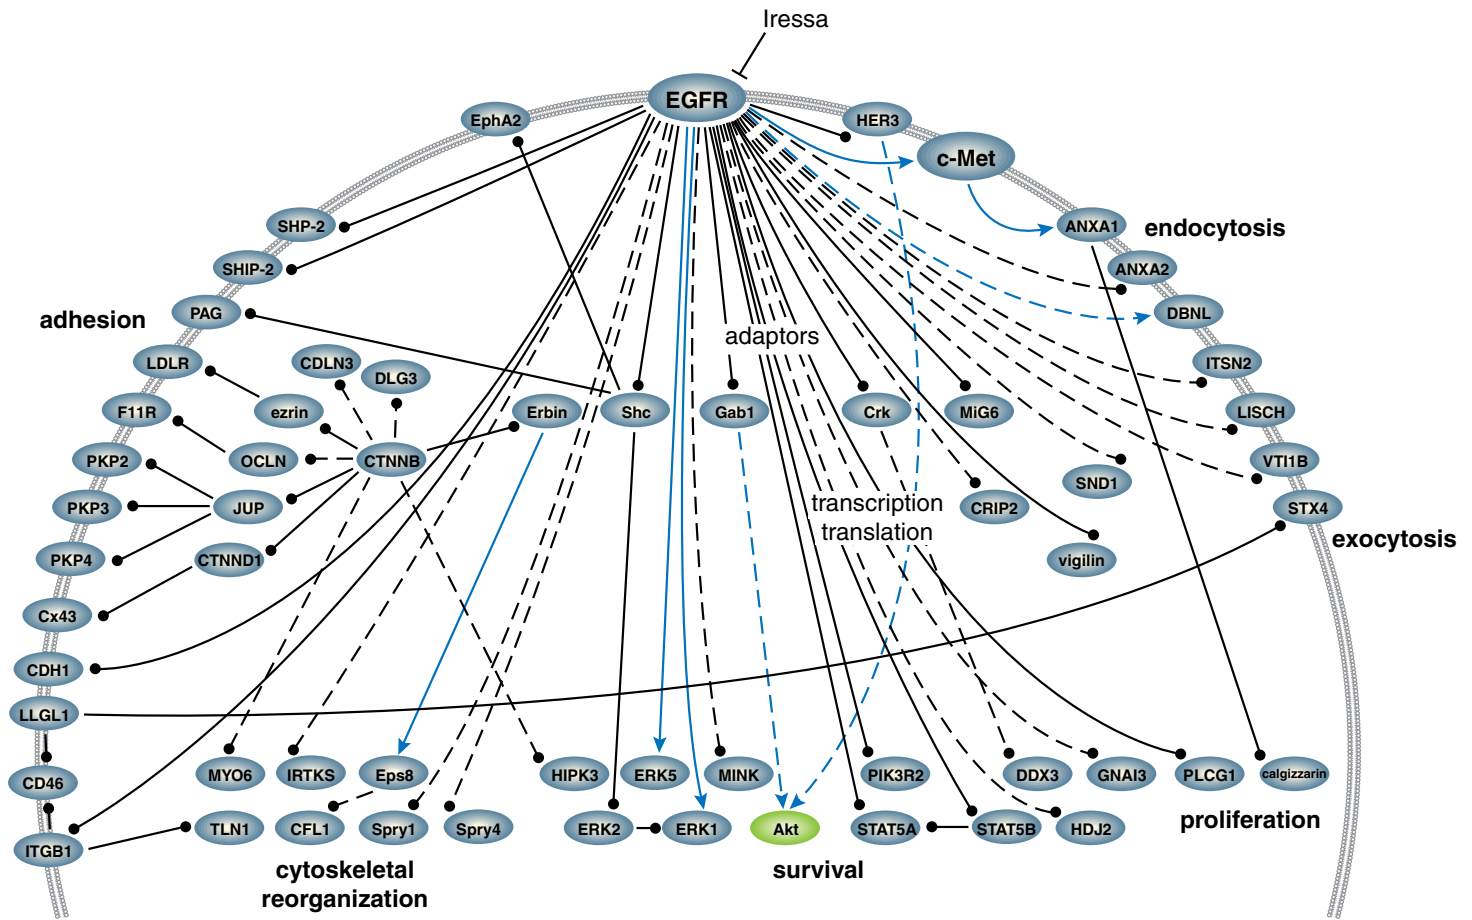 Iressa
EGFR
EphA2
HER3
c-Met
SHP-2
ANXA1
endocytosis
SHIP-2
ANXA2
PAG
DBNL
adhesion
adaptors
LDLR
CDLN3
DLG3
ITSN2
F11R
ezrin
Erbin
Shc
Gab1
Crk
MiG6
LISCH
PKP2
OCLN
CTNNB
VTI1B
SND1
PKP3
JUP
transcription
translation
CRIP2
STX4
exocytosis
PKP4
CTNND1
vigilin
Cx43
CDH1
LLGL1
CD46
MYO6
IRTKS
Eps8
HIPK3
ERK5
MINK
PIK3R2
DDX3
GNAI3
PLCG1
calgizzarin
proliferation
TLN1
CFL1
Spry1
Spry4
ERK2
ERK1
Akt
STAT5A
STAT5B
HDJ2
ITGB1
cytoskeletal
reorganization
survival